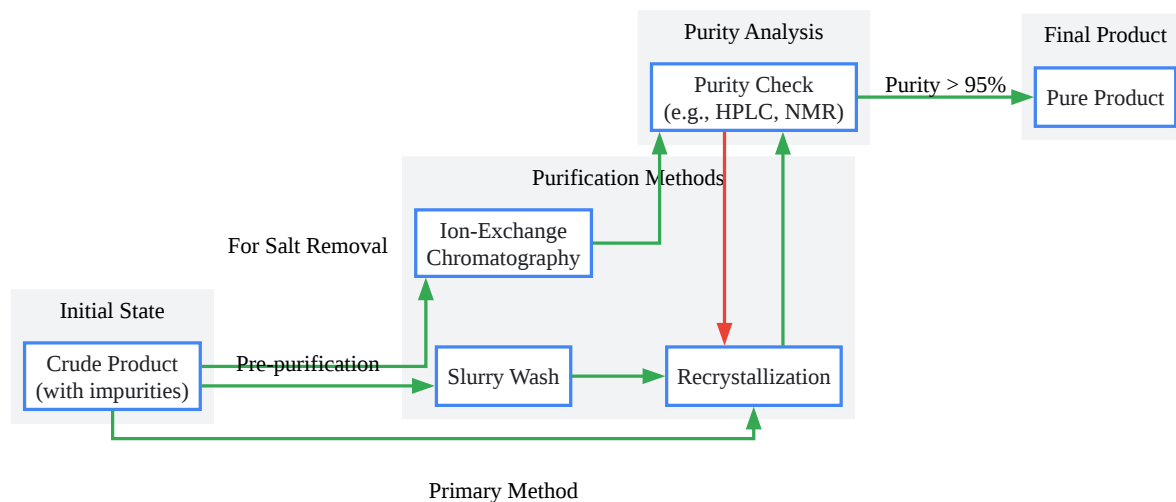 Purity Analysis
Final Product
Purity Check
(e.g., HPLC, NMR)
Purity > 95%
Pure Product
Purification Methods
Ion-Exchange
Chromatography
For Salt Removal
Initial State
Crude Product
(with impurities)
Pre-purification
Slurry Wash
Recrystallization
Primary Method